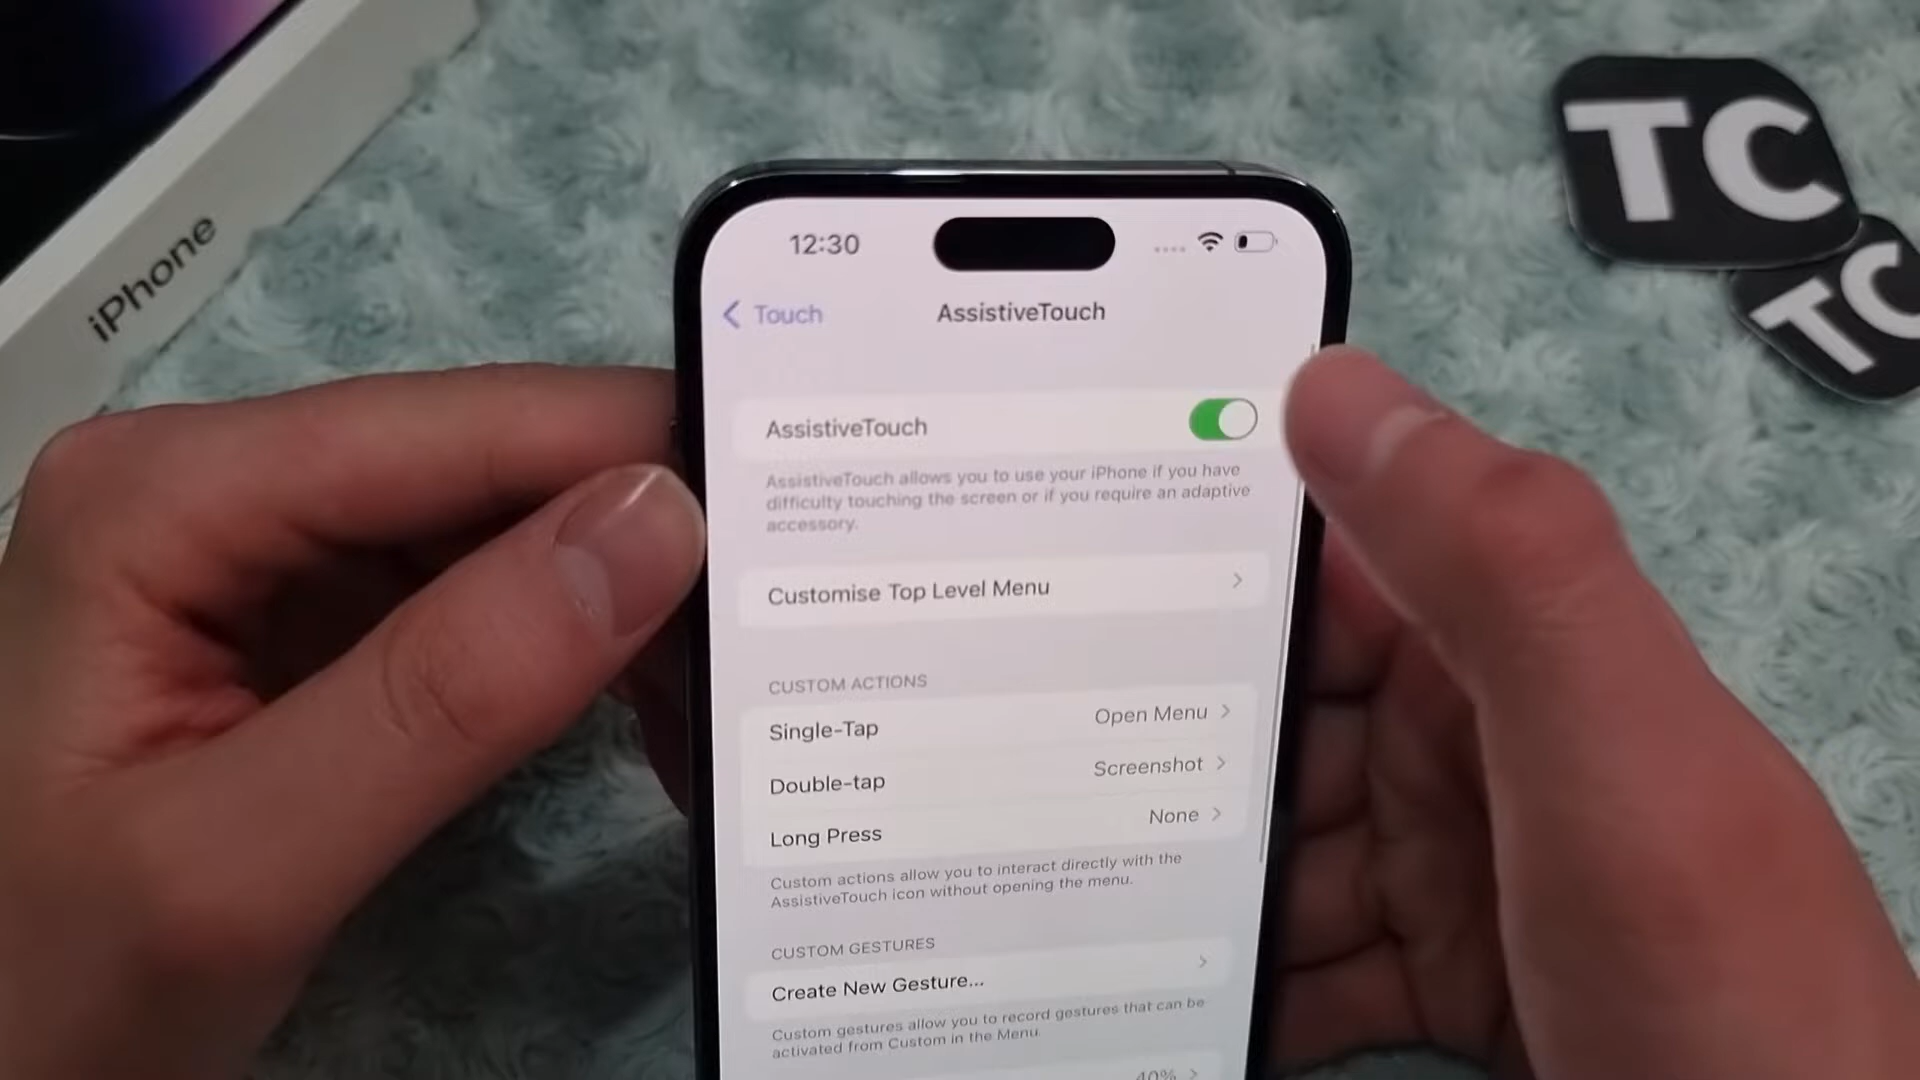 iPhone
TC
TC
12:30
Touch
AssistiveTouch
AssistiveTouch
AssistiveTouch allows you to use your iPhone if you have
difficulty touching the screen or if you require an adaptive
accessory.
Customise Top Level Menu
CUSTOM ACTIONS
Single-Tap Open Menu
Double-tap Screenshot
Long Press None
Custom actions allow you to interact directly with the
AssistiveTouch icon without opening the menu.
CUSTOM GESTURES
Create New Gesture...
Custom gestures allow you to record gestures that can be
activated from Custom in the Menu.
40%